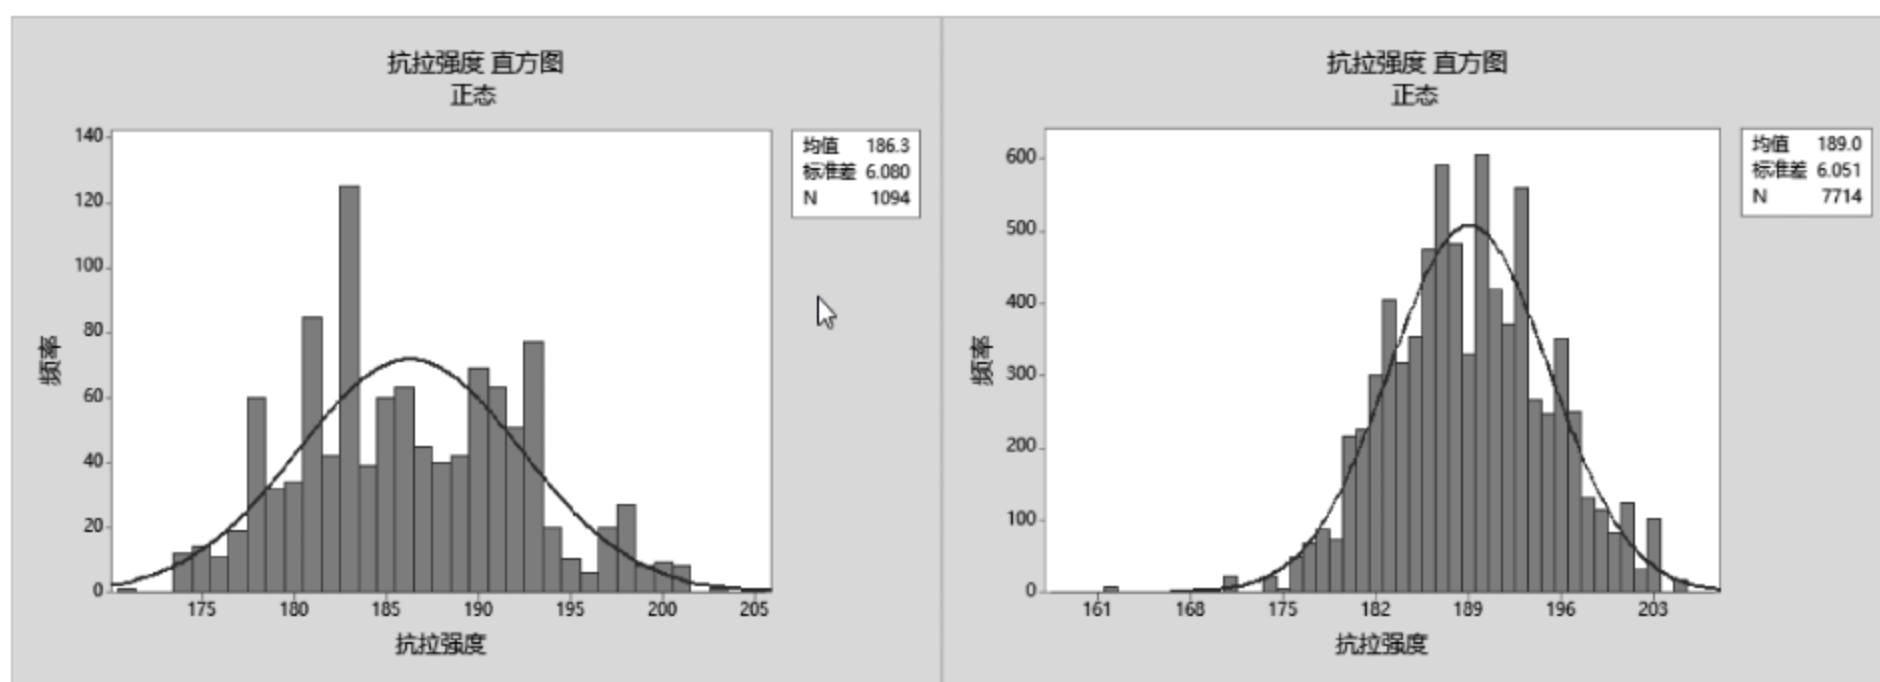 抗拉强度 直方图
正态
140
120
100
80
60
40
20
0
频率
175 180 185 190 195 200 205
抗拉强度
均值 186.3
标准差 6.080
N 1094
抗拉强度 直方图
正态
600
500
400
300
200
100
0
频率
161 168 175 182 189 196 203
抗拉强度
均值 189.0
标准差 6.051
N 7714